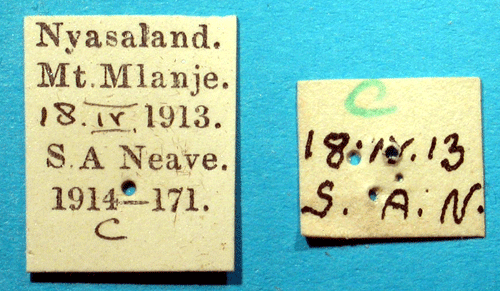 Nyasaland.
Mt. Mlanje.
18. IV. 1913.
S. A Neave.
1914—171.
C
C
18. IV. 13
S. A. N.